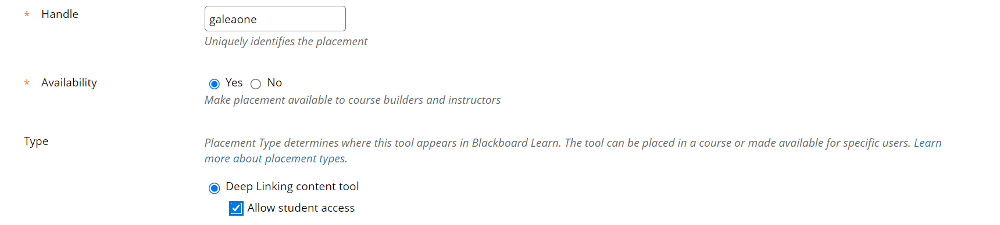 * Handle
galeaone
Uniquely identifies the placement
* Availability
Yes No
Make placement available to course builders and instructors
Type
Placement Type determines where this tool appears in Blackboard Learn. The tool can be placed in a course or made available for specific users. Learn
more about placement types.
Deep Linking content tool
Allow student access